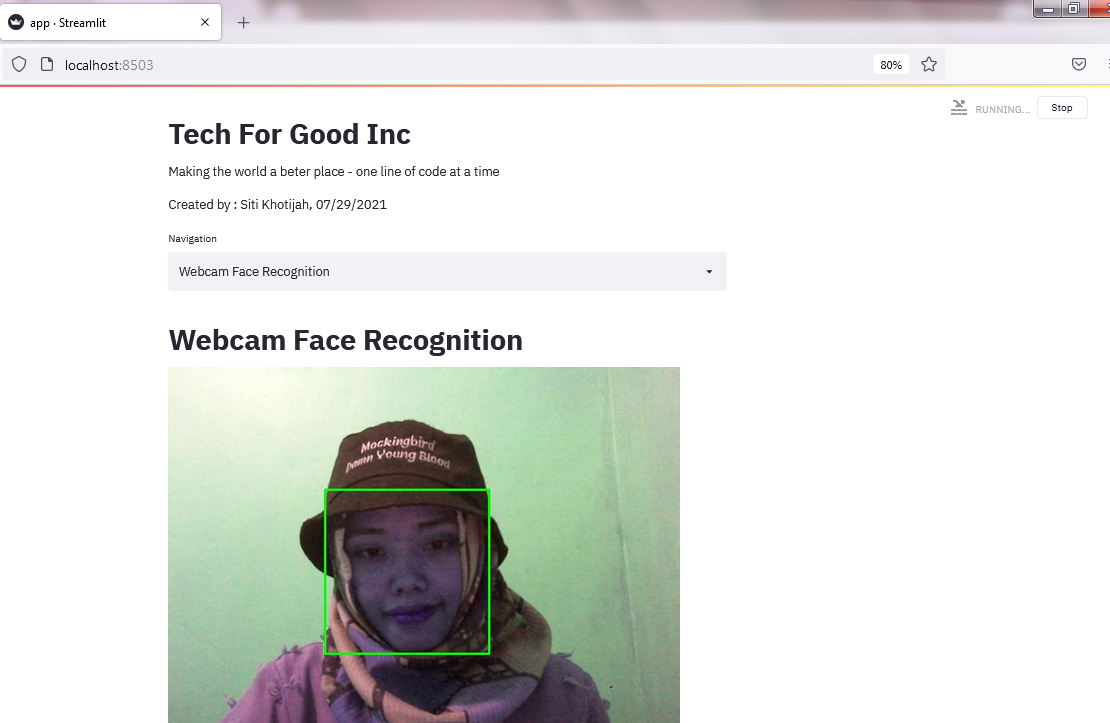 app · Streamlit
localhost:8503
80%
RUNNING...
Stop
Tech For Good Inc
Making the world a beter place - one line of code at a time
Created by : Siti Khotijah, 07/29/2021
Navigation
Webcam Face Recognition
Webcam Face Recognition
Mockingbird
Damn Young Blood